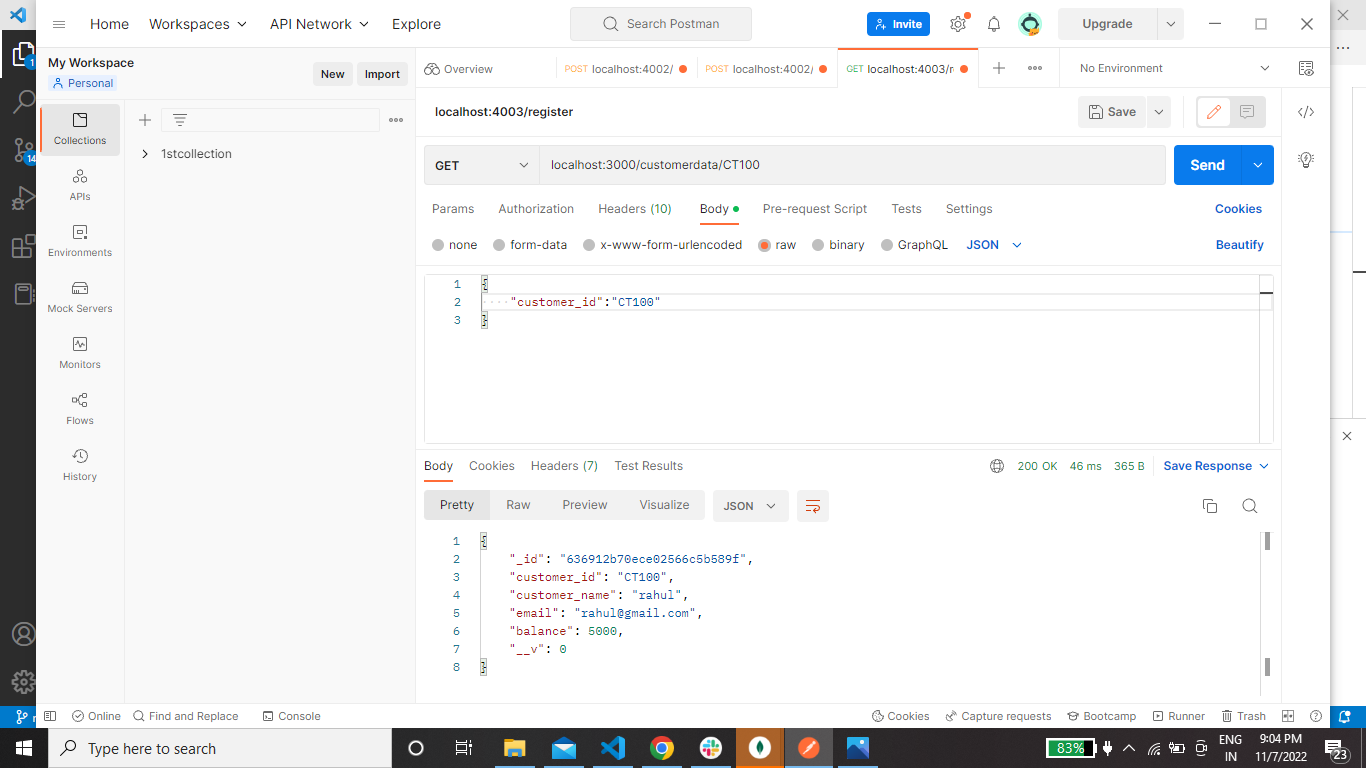 Home Workspaces API Network Explore Search Postman Invite Upgrade
My Workspace
Personal
New Import
Overview POST localhost:4002/ POST localhost:4002/ GET localhost:4003/r No Environment
localhost:4003/register Save
GET localhost:3000/customerdata/CT100 Send
Params Authorization Headers (10) Body Pre-request Script Tests Settings Cookies
none form-data x-www-form-urlencoded raw binary GraphQL JSON Beautify
1 {
2 "customer_id":"CT100"
3 }
Collections
APIs
Environments
Mock Servers
Monitors
Flows
History
1stcollection
1
14
Body Cookies Headers (7) Test Results 200 OK 46 ms 365 B Save Response
Pretty Raw Preview Visualize JSON
1 {
2 "_id": "636912b70ece02566c5b589f",
3 "customer_id": "CT100",
4 "customer_name": "rahul",
5 "email": "rahul@gmail.com",
6 "balance": 5000,
7 "__v": 0
8 }
Online Find and Replace Console Cookies Capture requests Bootcamp Runner Trash
Type here to search
83%
ENG
IN
9:04 PM
11/7/2022
23